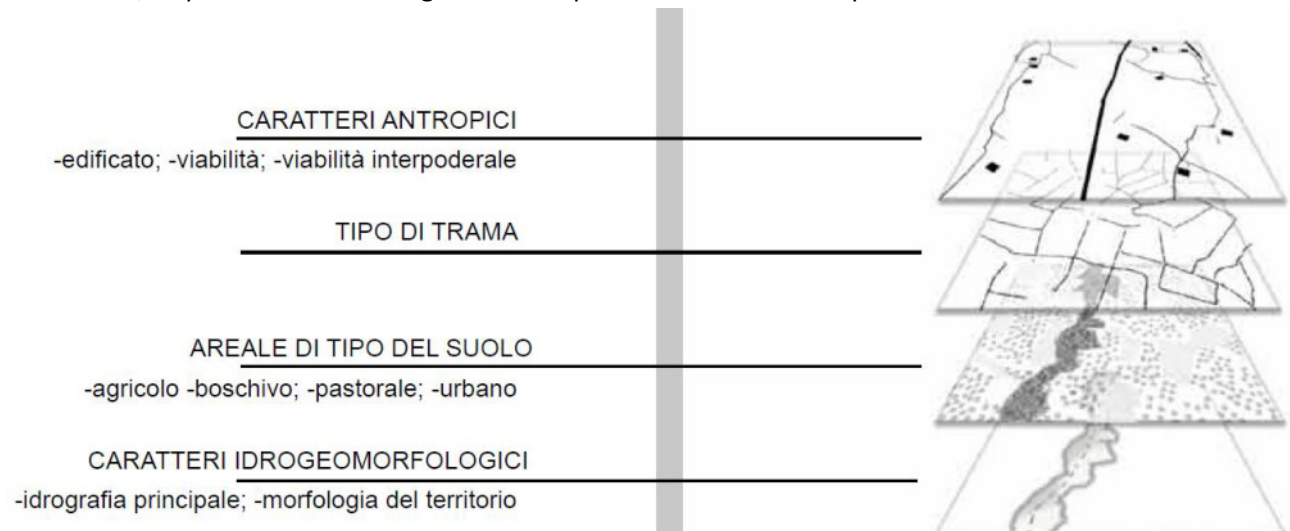 CARATTERI ANTROPICI
-edificato; -viabilità; -viabilità interpoderale
TIPO DI TRAMA
AREALE DI TIPO DEL SUOLO
-agricolo -boschivo; -pastorale; -urbano
CARATTERI IDROGEOMORFOLOGICI
-idrografia principale; -morfologia del territorio